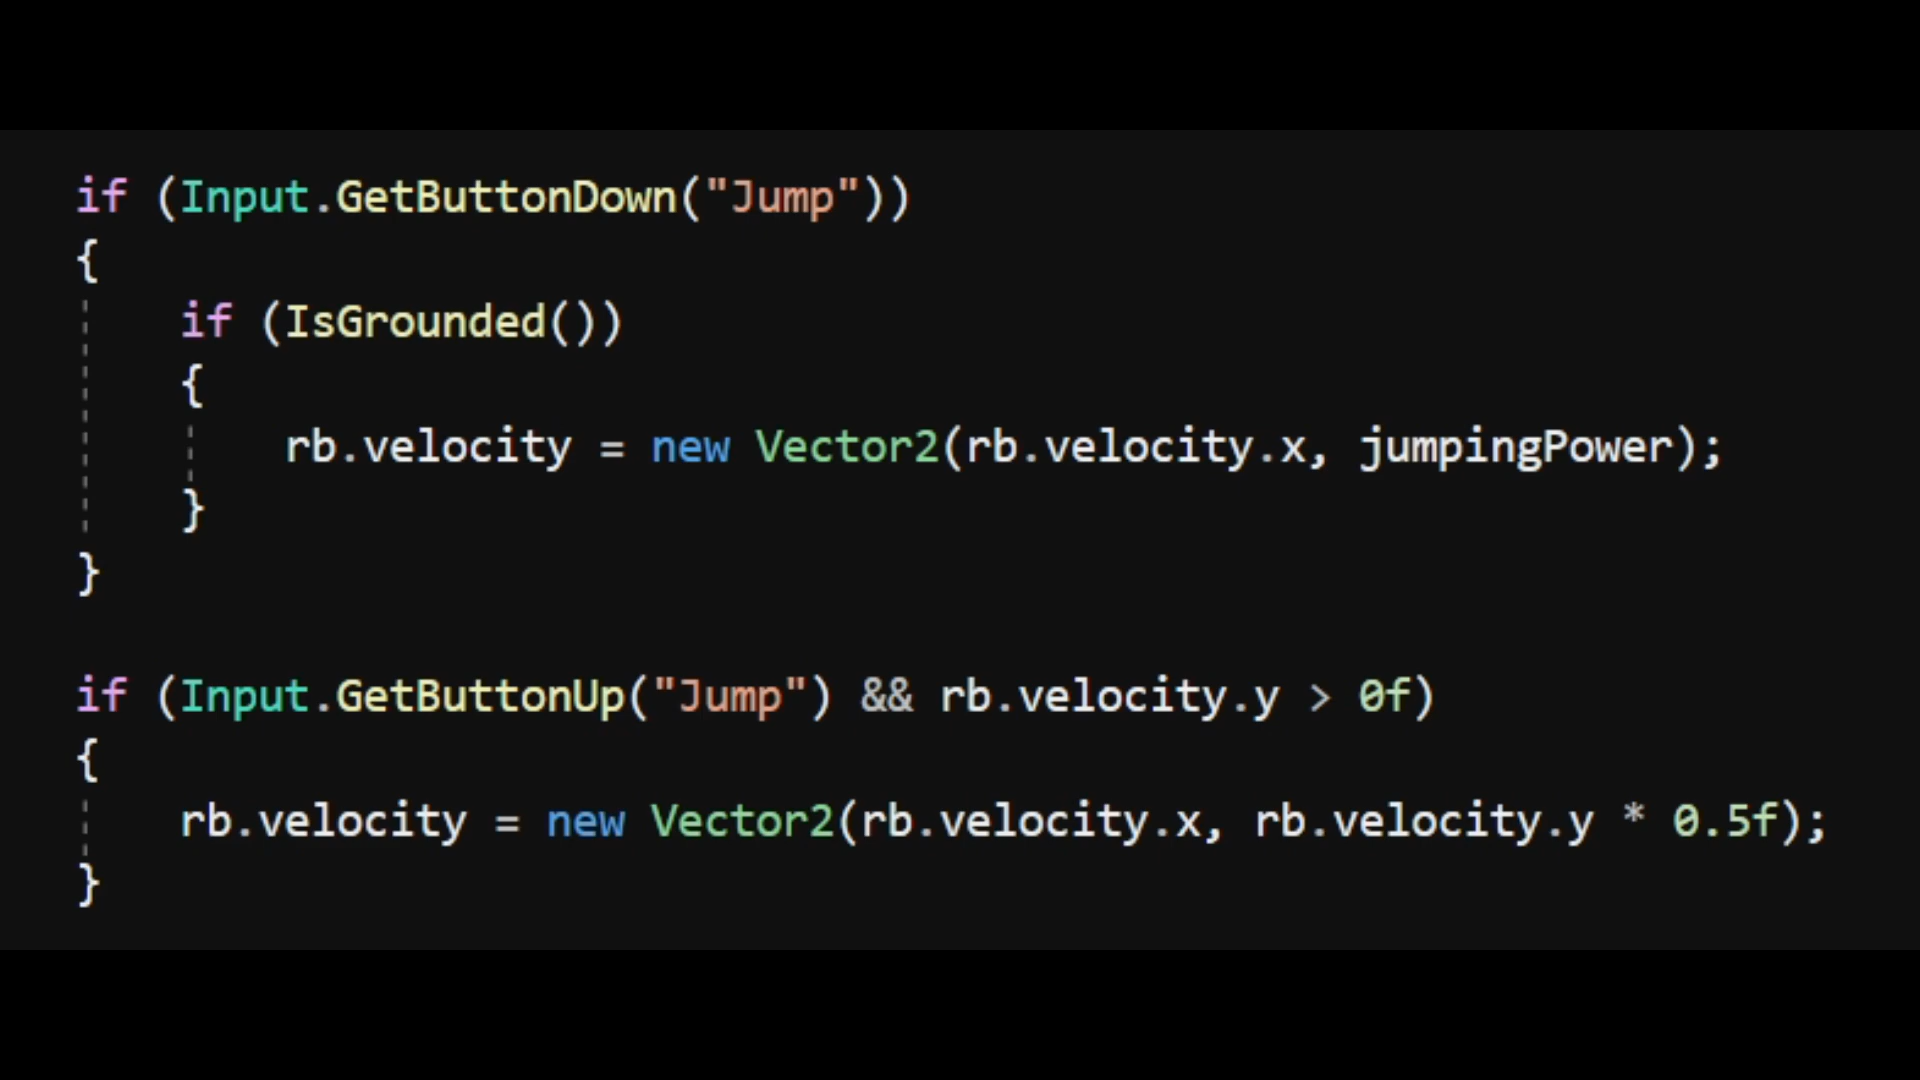 if (Input.GetButtonDown("Jump"))
{
    if (IsGrounded())
    {
        rb.velocity = new Vector2(rb.velocity.x, jumpingPower);
    }
}
if (Input.GetButtonUp("Jump") && rb.velocity.y > 0f)
{
    rb.velocity = new Vector2(rb.velocity.x, rb.velocity.y * 0.5f);
}